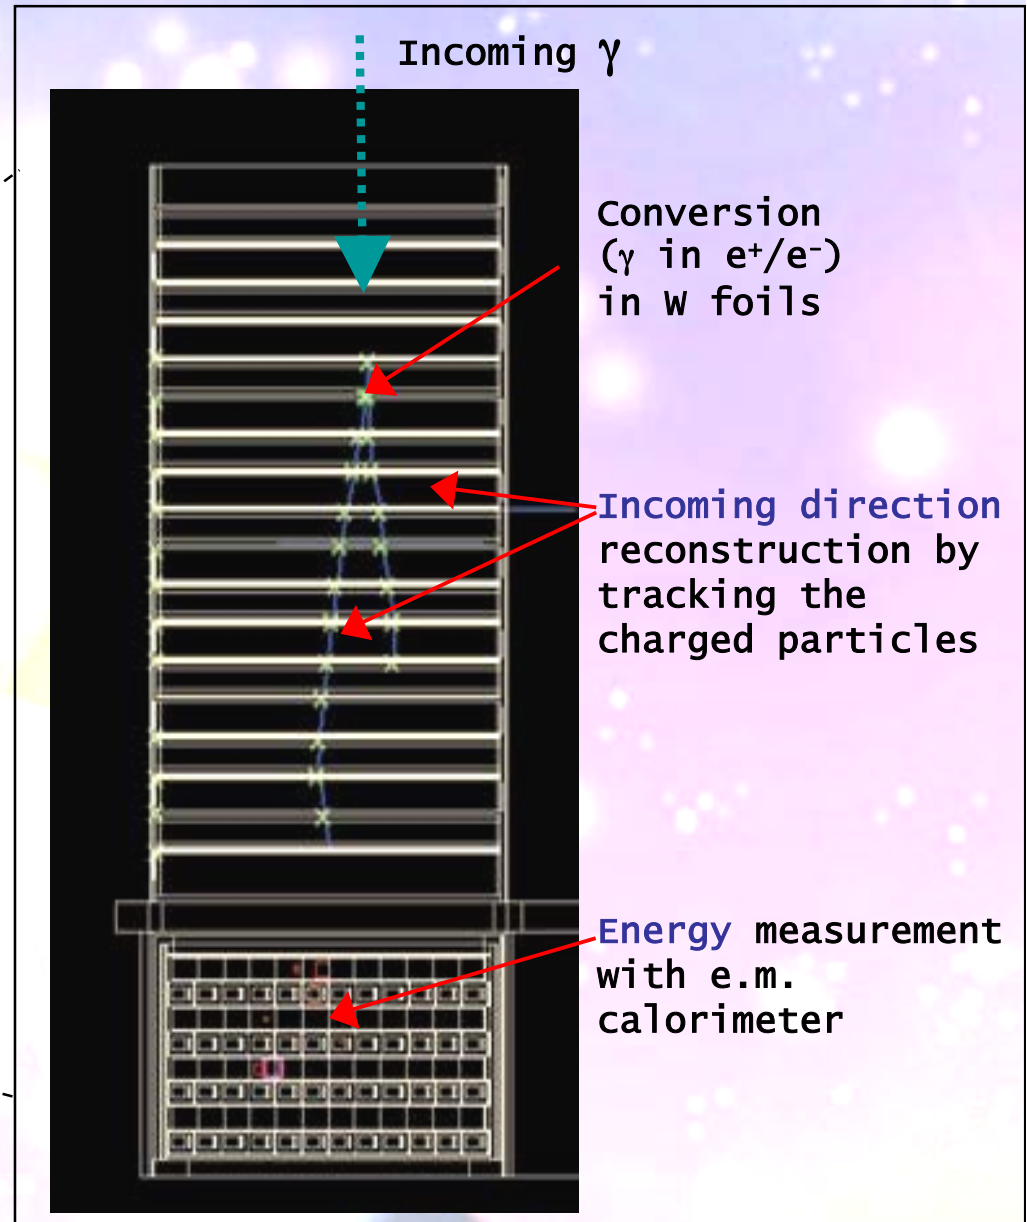 Incoming γ
Conversion
(γ in e⁺/e⁻)
in W foils
Incoming direction
reconstruction by
tracking the
charged particles
Energy measurement
with e.m.
calorimeter